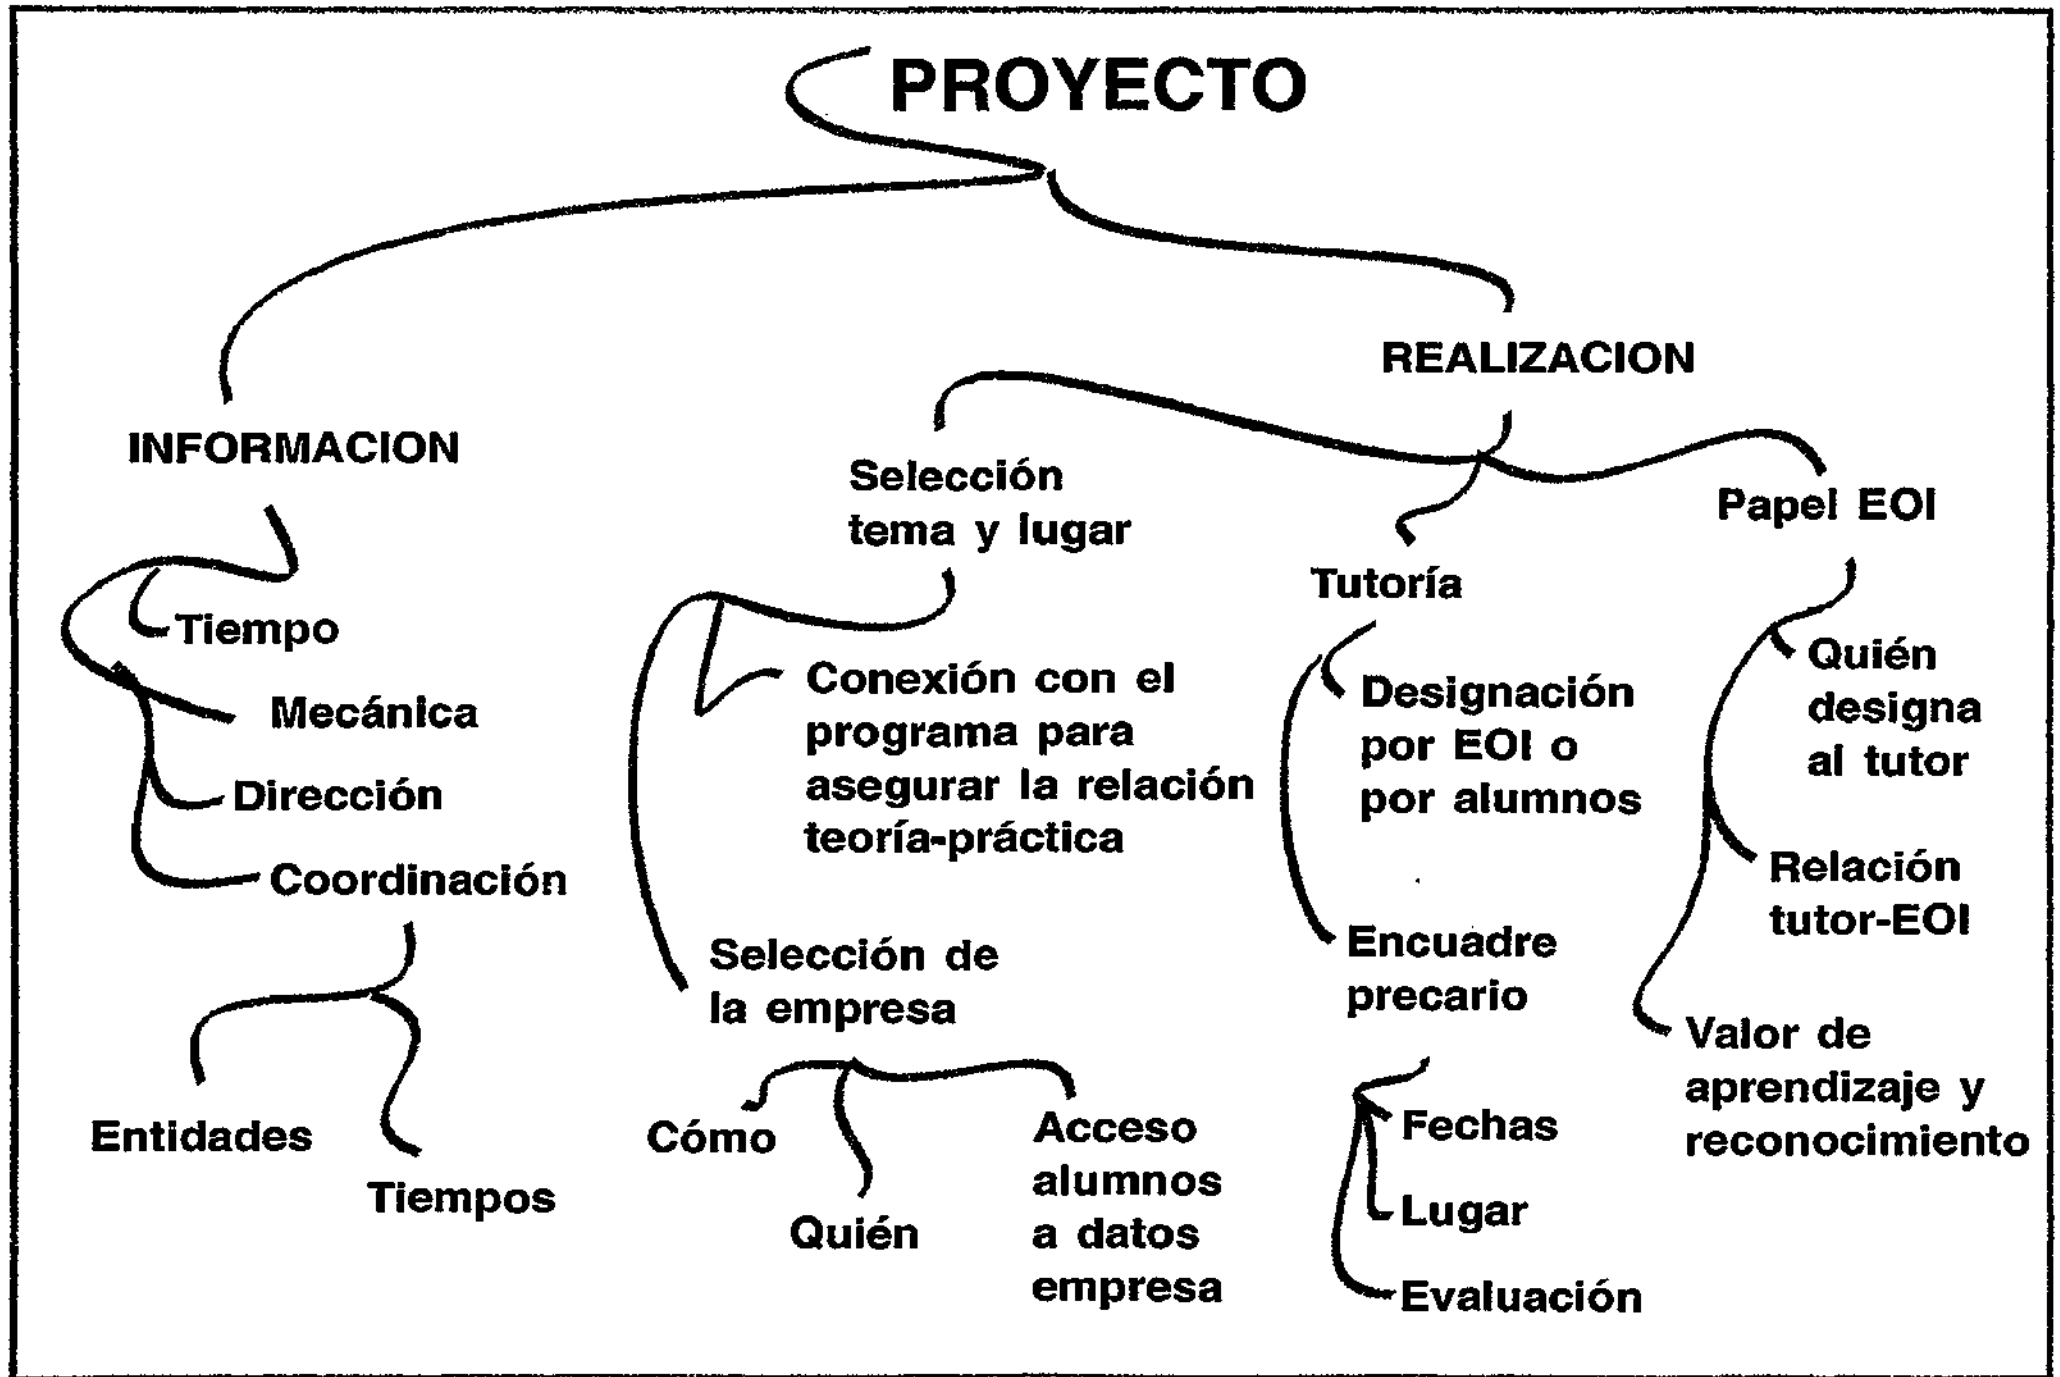 PROYECTO
INFORMACION
Tiempo
Mecánica
Dirección
Coordinación
Entidades
Tiempos
REALIZACION
Selección
tema y lugar
Conexión con el
programa para
asegurar la relación
teoría-práctica
Selección de
la empresa
Cómo
Quién
Acceso
alumnos
a datos
empresa
Tutoría
Designación
por EOI o
por alumnos
Encuadre
precario
Fechas
Lugar
Evaluación
Papel EOI
Quién
designa
al tutor
Relación
tutor-EOI
Valor de
aprendizaje y
reconocimiento